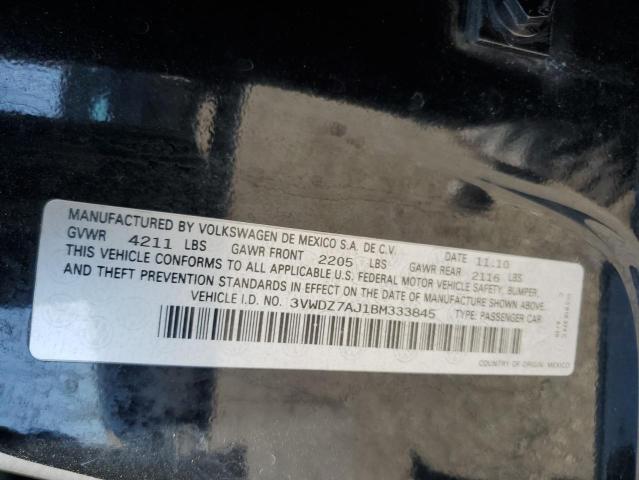 MANUFACTURED BY VOLKSWAGEN DE MEXICO S.A. DE C.V. DATE 11.10
GVWR 4211 LBS GAWR FRONT 2205 LBS GAWR REAR 2116 LBS
THIS VEHICLE CONFORMS TO ALL APPLICABLE U.S. FEDERAL MOTOR VEHICLE SAFETY, BUMPER,
AND THEFT PREVENTION STANDARDS IN EFFECT ON THE DATE OF MANUFACTURE SHOWN ABOVE.
VEHICLE I.D. NO. 3VWDZ7AJ1BM333845 TYPE: PASSENGER CAR
COUNTRY OF ORIGIN: MEXICO